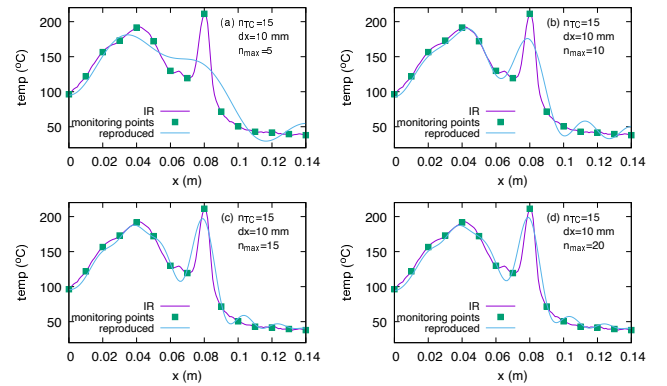 200
150
100
50
temp (°C)
(a) nTC=15
dx=10 mm
nmax=5
IR
monitoring points
reproduced
0 0.02 0.04 0.06 0.08 0.1 0.12 0.14
x (m)
200
150
100
50
temp (°C)
(b) nTC=15
dx=10 mm
nmax=10
IR
monitoring points
reproduced
0 0.02 0.04 0.06 0.08 0.1 0.12 0.14
x (m)
200
150
100
50
temp (°C)
(c) nTC=15
dx=10 mm
nmax=15
IR
monitoring points
reproduced
0 0.02 0.04 0.06 0.08 0.1 0.12 0.14
x (m)
200
150
100
50
temp (°C)
(d) nTC=15
dx=10 mm
nmax=20
IR
monitoring points
reproduced
0 0.02 0.04 0.06 0.08 0.1 0.12 0.14
x (m)